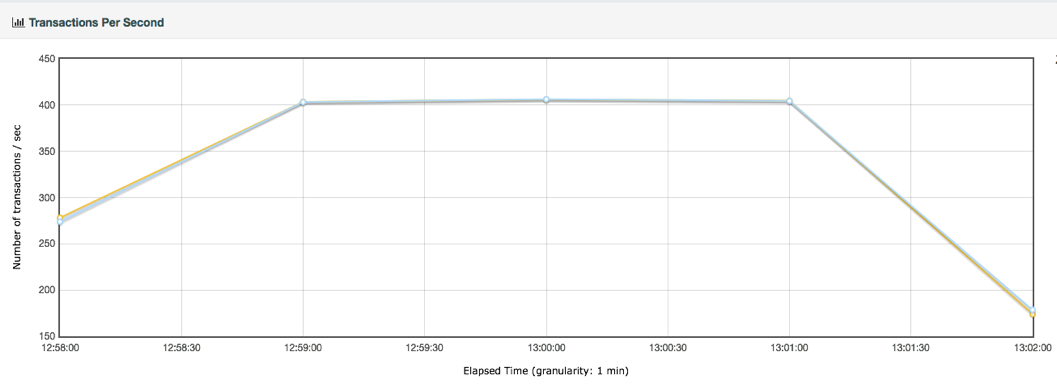 Transactions Per Second
450
400
350
300
250
200
150
Number of transactions / sec
12:58:00 12:58:30 12:59:00 12:59:30 13:00:00 13:00:30 13:01:00 13:01:30 13:02:00
Elapsed Time (granularity: 1 min)